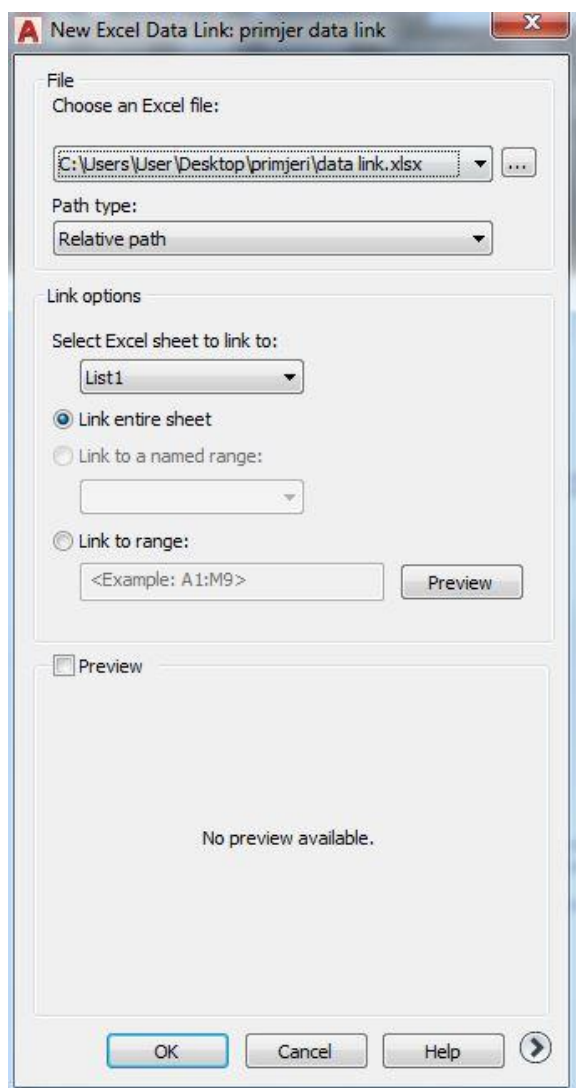 New Excel Data Link: primjer data link
File
Choose an Excel file:
C:\Users\User\Desktop\primjeri\data link.xlsx
...
Path type:
Relative path
Link options
Select Excel sheet to link to:
List1
Link entire sheet
Link to a named range:
Link to range:
<Example: A1:M9>
Preview
Preview
No preview available.
OK
Cancel
Help